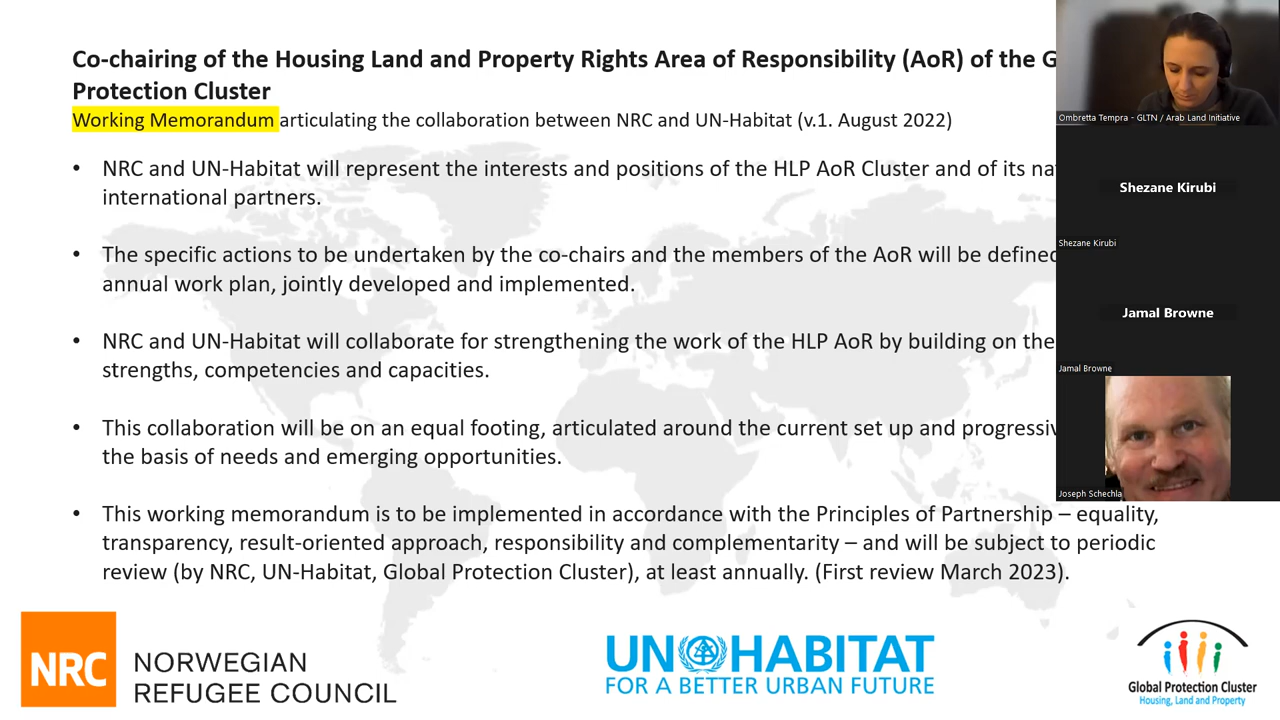 Co-chairing of the Housing Land and Property Rights Area of Responsibility (AoR) of the G
Protection Cluster
Working Memorandum articulating the collaboration between NRC and UN-Habitat (v.1. August 2022)
• NRC and UN-Habitat will represent the interests and positions of the HLP AoR Cluster and of its na
international partners.
• The specific actions to be undertaken by the co-chairs and the members of the AoR will be defined
annual work plan, jointly developed and implemented.
• NRC and UN-Habitat will collaborate for strengthening the work of the HLP AoR by building on the
strengths, competencies and capacities.
• This collaboration will be on an equal footing, articulated around the current set up and progressiv
the basis of needs and emerging opportunities.
• This working memorandum is to be implemented in accordance with the Principles of Partnership – equality,
transparency, result-oriented approach, responsibility and complementarity – and will be subject to periodic
review (by NRC, UN-Habitat, Global Protection Cluster), at least annually. (First review March 2023).
Ombretta Tempra - GLTN / Arab Land Initiative
Shezane Kirubi
Shezane Kirubi
Jamal Browne
Jamal Browne
Joseph Schechla
NRC
NORWEGIAN
REFUGEE COUNCIL
UN HABITAT
FOR A BETTER URBAN FUTURE
Global Protection Cluster
Housing, Land and Property